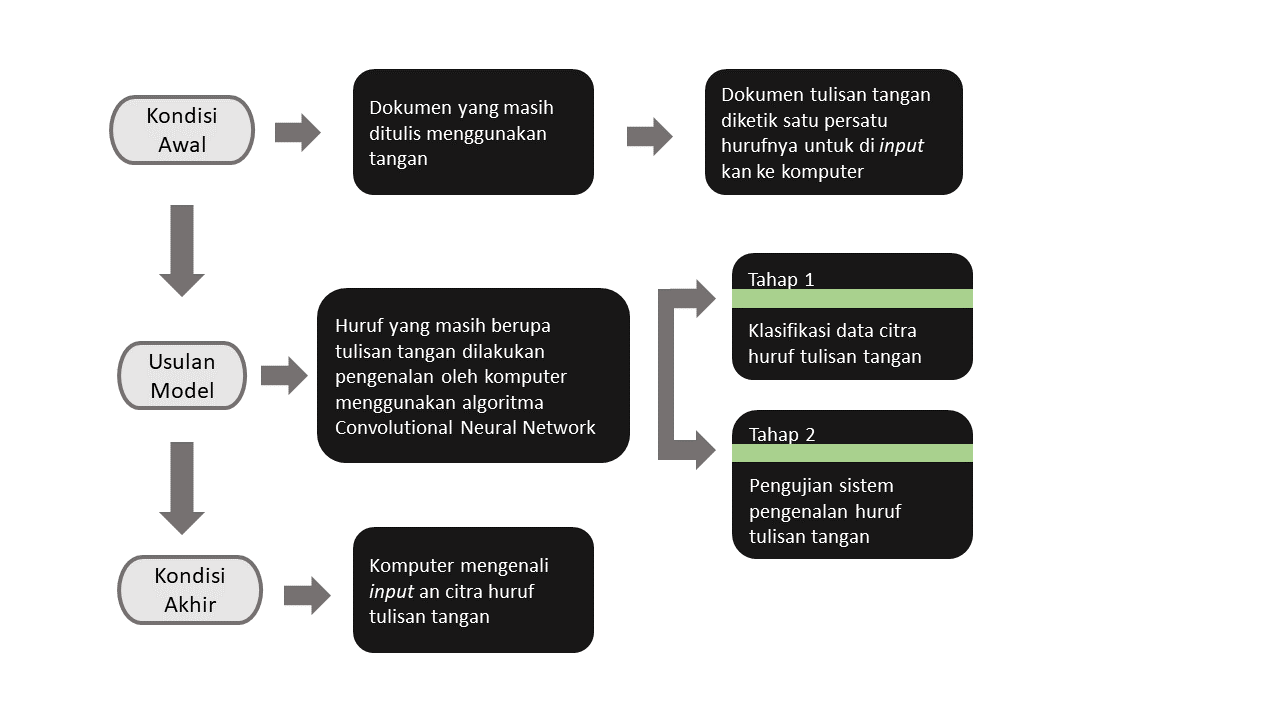 Kondisi
Awal
Dokumen yang masih
ditulis menggunakan
tangan
Dokumen tulisan tangan
diketik satu persatu
hurufnya untuk di input
kan ke komputer
Usulan
Model
Huruf yang masih berupa
tulisan tangan dilakukan
pengenalan oleh komputer
menggunakan algoritma
Convolutional Neural Network
Tahap 1
Klasifikasi data citra
huruf tulisan tangan
Tahap 2
Pengujian sistem
pengenalan huruf
tulisan tangan
Kondisi
Akhir
Komputer mengenali
input an citra huruf
tulisan tangan